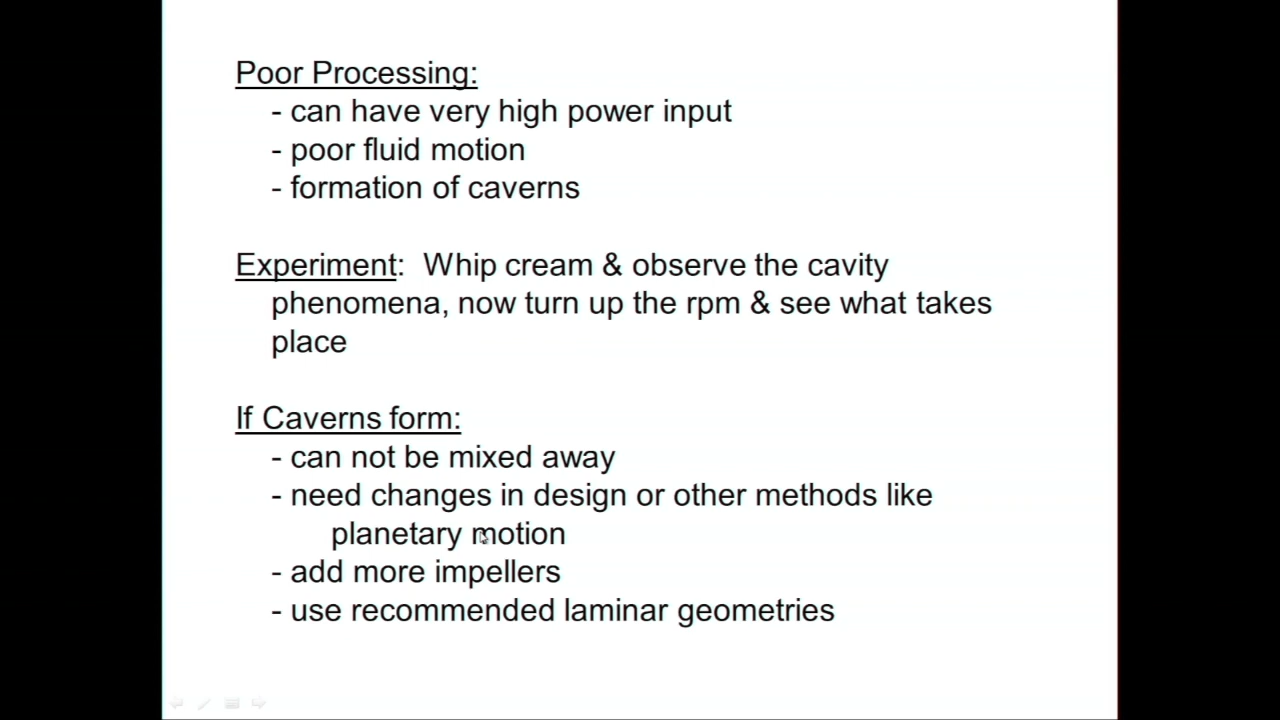 Poor Processing:
- can have very high power input
- poor fluid motion
- formation of caverns
Experiment: Whip cream & observe the cavity
phenomena, now turn up the rpm & see what takes
place
If Caverns form:
- can not be mixed away
- need changes in design or other methods like
planetary motion
- add more impellers
- use recommended laminar geometries